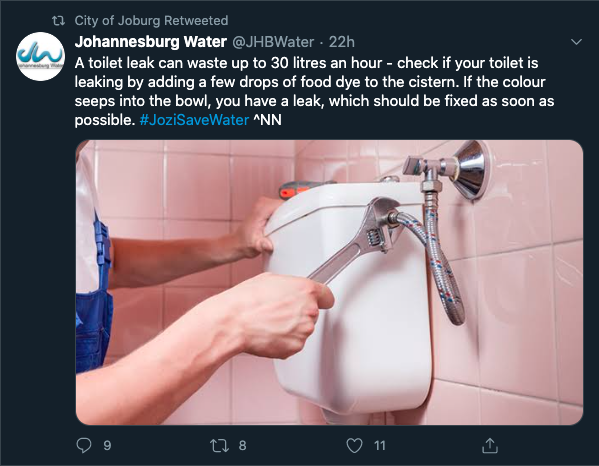 City of Joburg Retweeted
Johannesburg Water @JHBWater · 22h
A toilet leak can waste up to 30 litres an hour - check if your toilet is
leaking by adding a few drops of food dye to the cistern. If the colour
seeps into the bowl, you have a leak, which should be fixed as soon as
possible. #JoziSaveWater ^NN
9 8 11